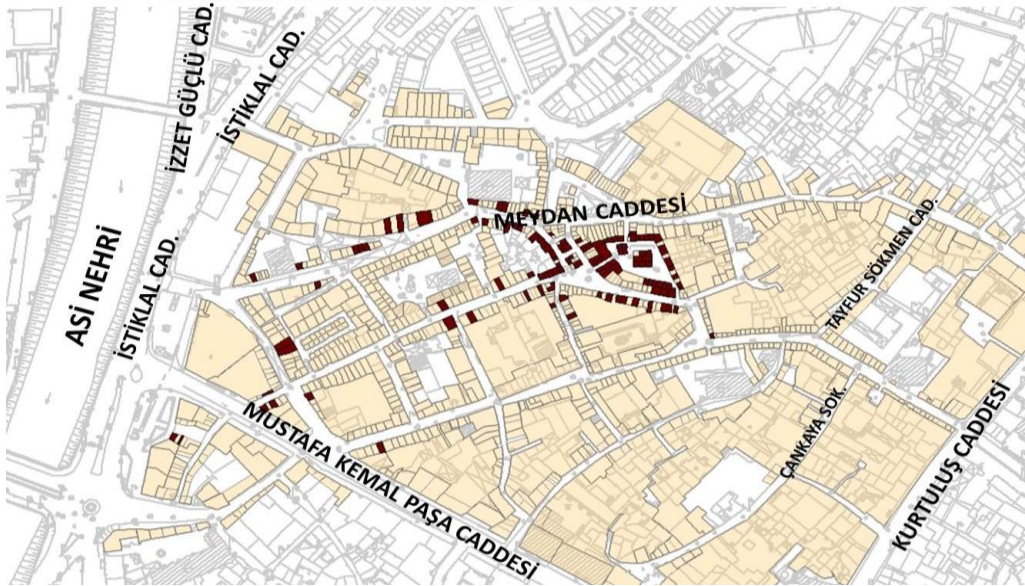 İZZET GÜÇLÜ CAD.
İSTİKLAL CAD.
MEYDAN CADDESİ
ASİ NEHRİ
İSTİKLAL CAD.
TAYFUR SÖKMEN CAD.
ÇANKAYA SOK.
KURTULUŞ CADDESİ
MUSTAFA KEMAL PAŞA CADDESİ